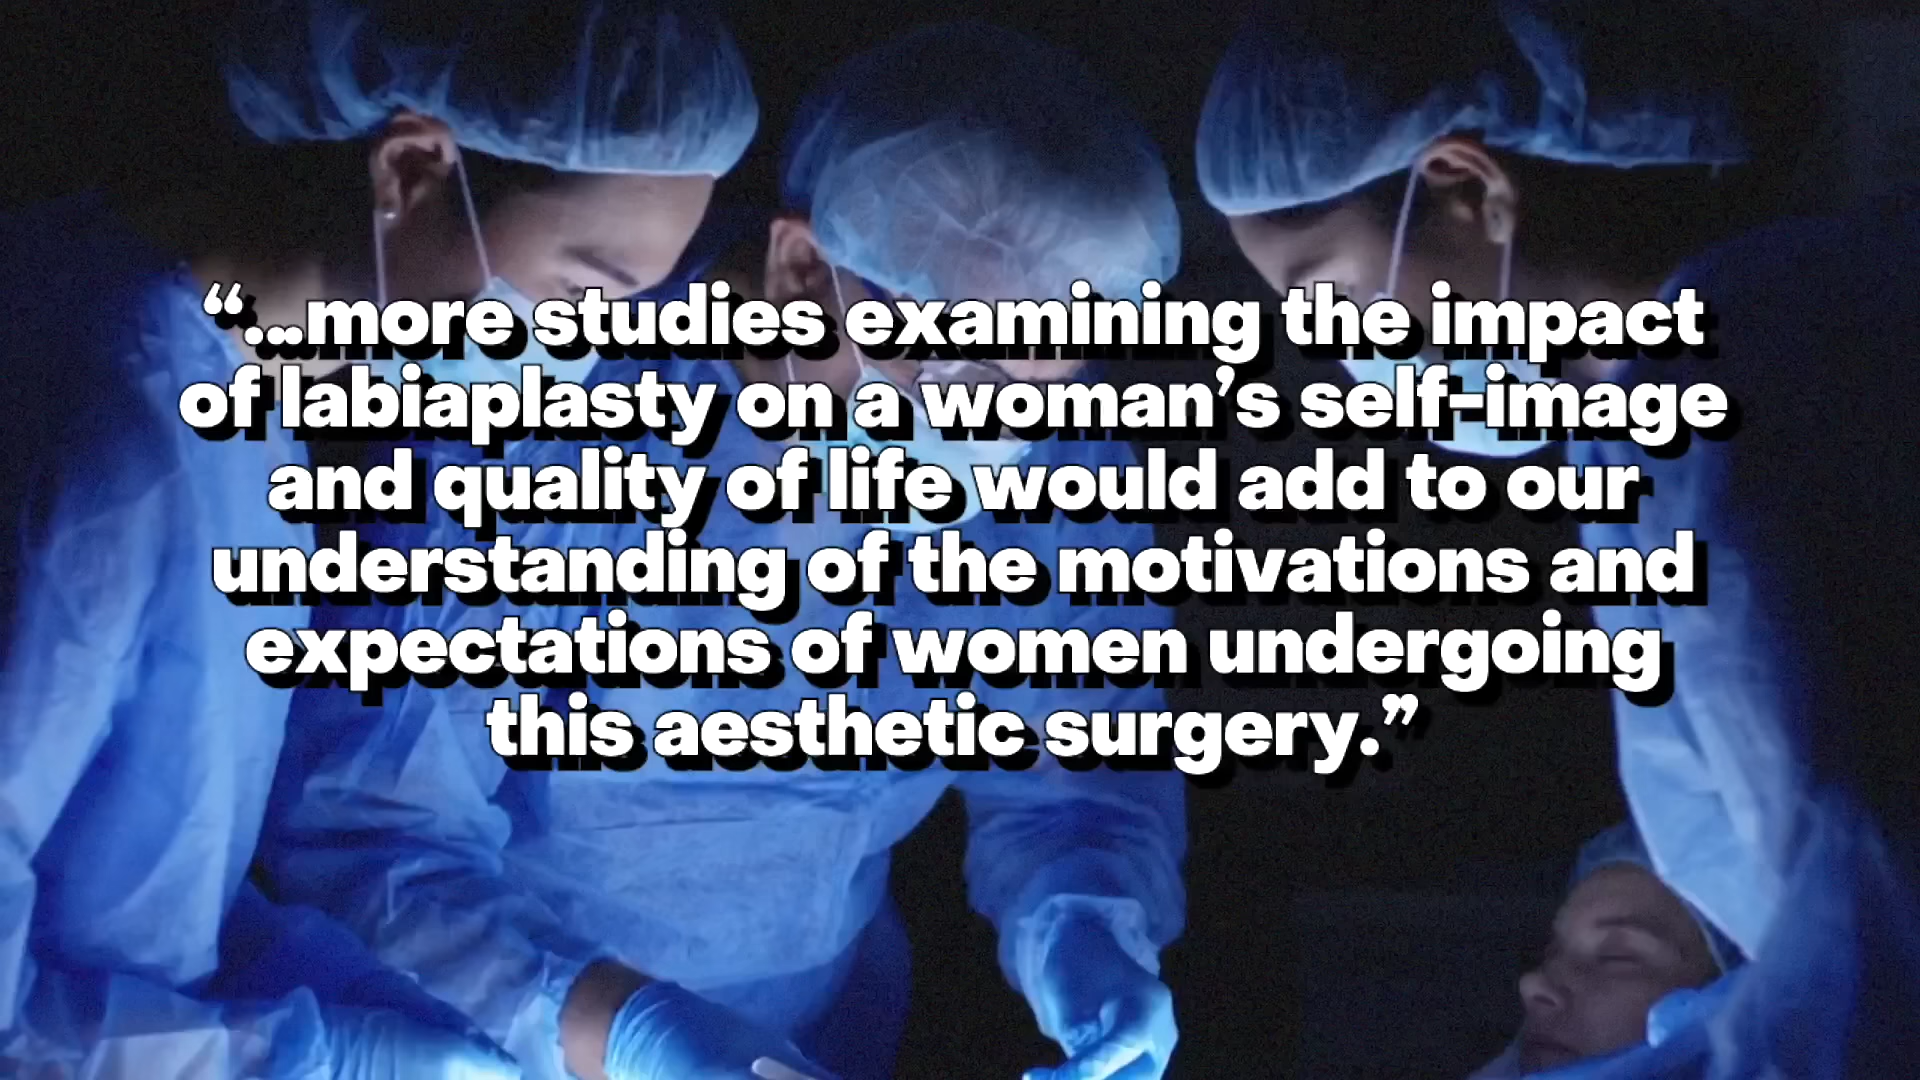 “...more studies examining the impact
of labiaplasty on a woman’s self-image
and quality of life would add to our
understanding of the motivations and
expectations of women undergoing
this aesthetic surgery.”